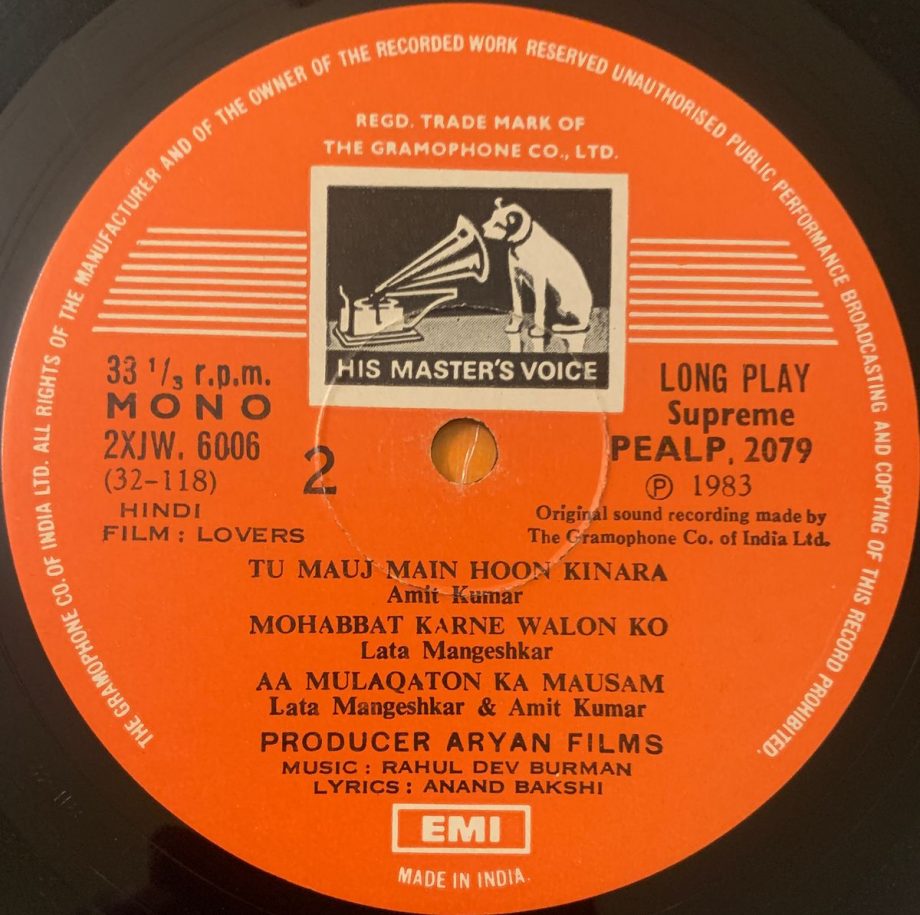 THE GRAMOPHONE CO. OF INDIA LTD. ALL RIGHTS OF THE MANUFACTURER AND OF THE OWNER OF THE RECORDED WORK RESERVED UNAUTHORISED PUBLIC PERFORMANCE BROADCASTING AND COPYING OF THIS RECORD PROHIBITED.
REGD. TRADE MARK OF
THE GRAMOPHONE CO., LTD.
HIS MASTER'S VOICE
33 1/3 r.p.m.
MONO
2XJW. 6006
(32-118)
HINDI
FILM : LOVERS
2
LONG PLAY
Supreme
PEALP. 2079
℗ 1983
Original sound recording made by
The Gramophone Co. of India Ltd.
TU MAUJ MAIN HOON KINARA
Amit Kumar
MOHABBAT KARNE WALON KO
Lata Mangeshkar
AA MULAQATON KA MAUSAM
Lata Mangeshkar & Amit Kumar
PRODUCER ARYAN FILMS
MUSIC : RAHUL DEV BURMAN
LYRICS : ANAND BAKSHI
EMI
MADE IN INDIA.